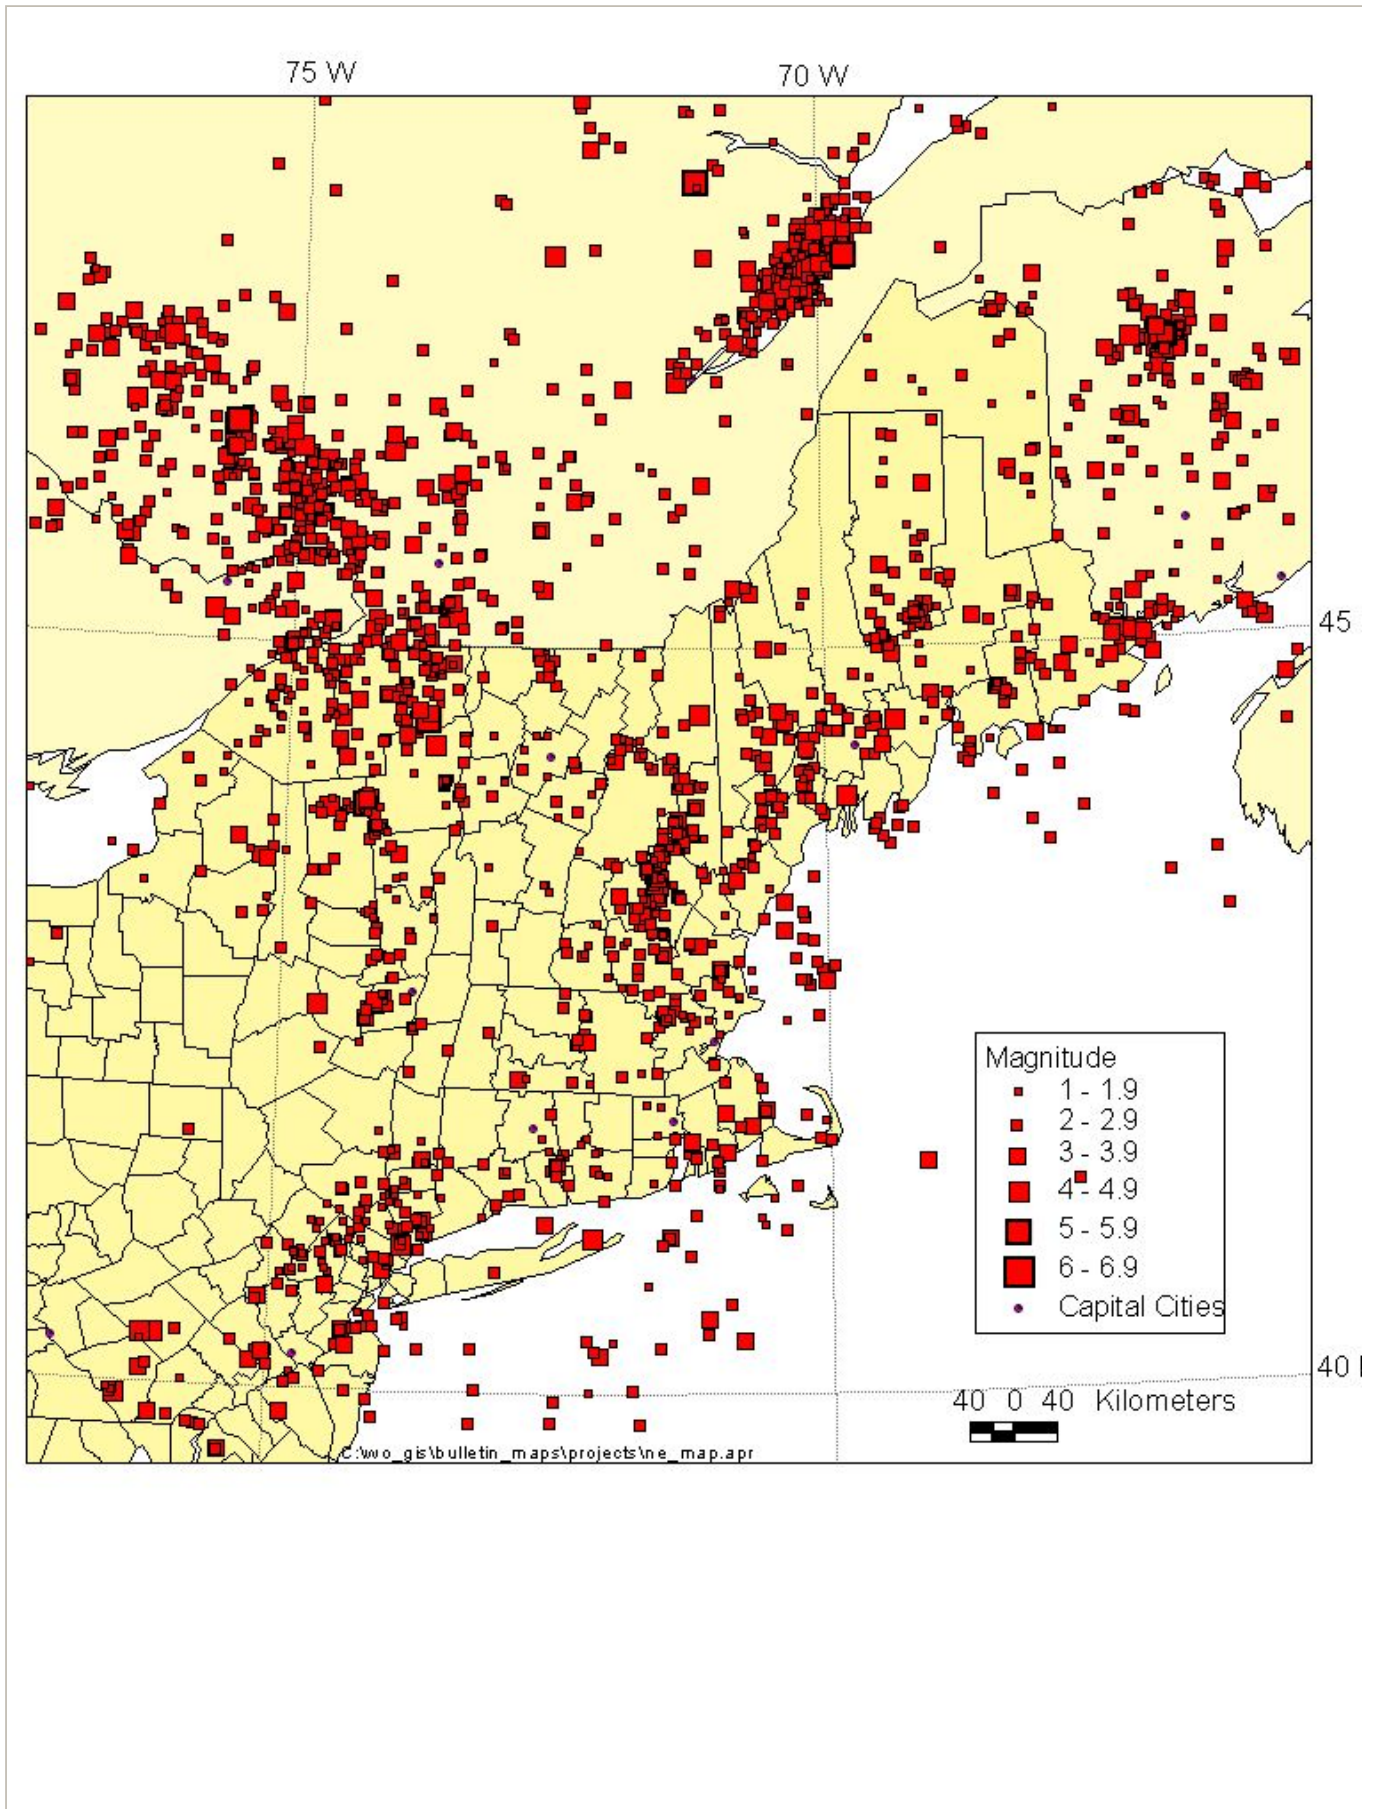 75 W
70 W
45
Magnitude
1 - 1.9
2 - 2.9
3 - 3.9
4 - 4.9
5 - 5.9
6 - 6.9
Capital Cities
40
40 0 40 Kilometers
C:\wo_gis\bulletin_maps\projects\ne_map.apr